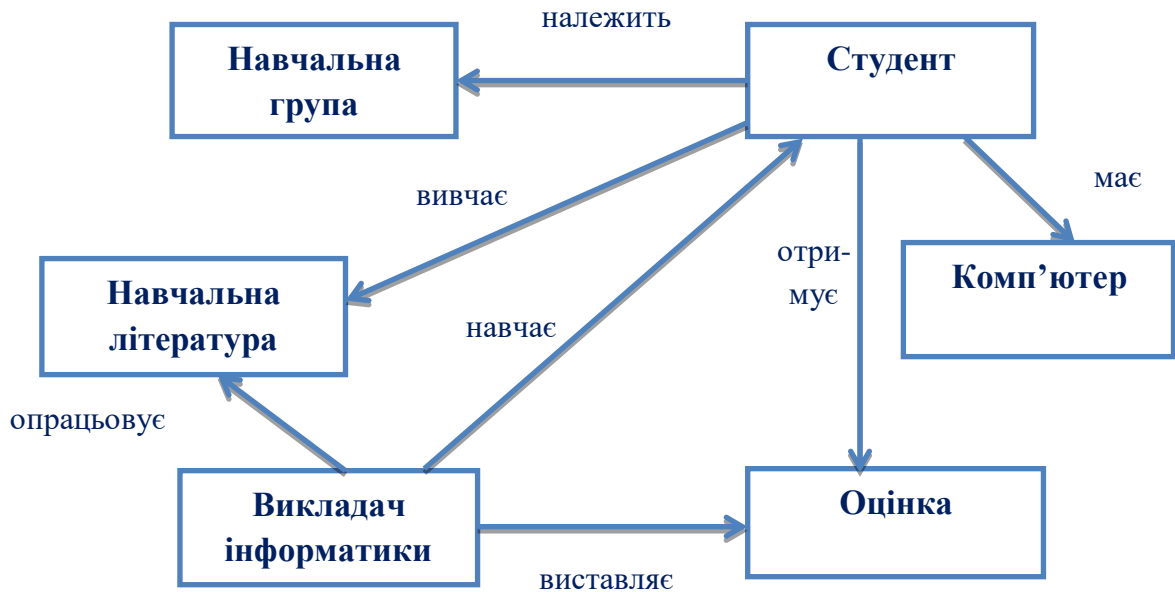 належить
Навчальна
група
Студент
вивчає
має
отри-
мує
Комп’ютер
Навчальна
література
навчає
опрацьовує
Викладач
інформатики
Оцінка
виставляє